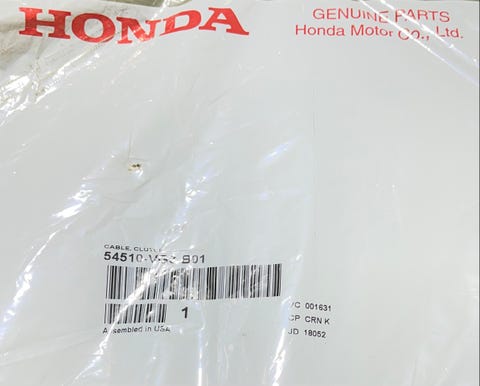 HONDA
GENUINE PARTS
Honda Motor Co., Ltd.
CABLE, CLUTCH
1
Assembled in USA
VC 001631
CP CRN K
JD 18052